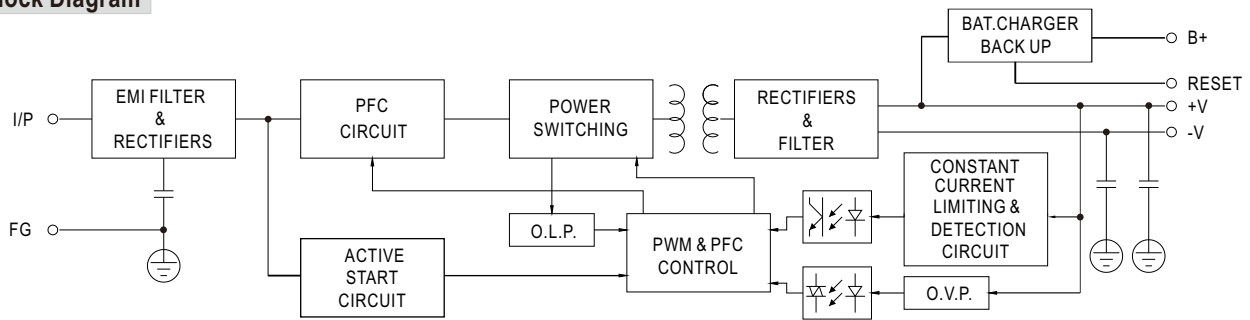 lock Diagram
BAT.CHARGER
BACK UP
B+
RESET
+V
-V
I/P
EMI FILTER
&
RECTIFIERS
PFC
CIRCUIT
POWER
SWITCHING
RECTIFIERS
&
FILTER
FG
O.L.P.
ACTIVE
START
CIRCUIT
PWM & PFC
CONTROL
CONSTANT
CURRENT
LIMITING &
DETECTION
CIRCUIT
O.V.P.